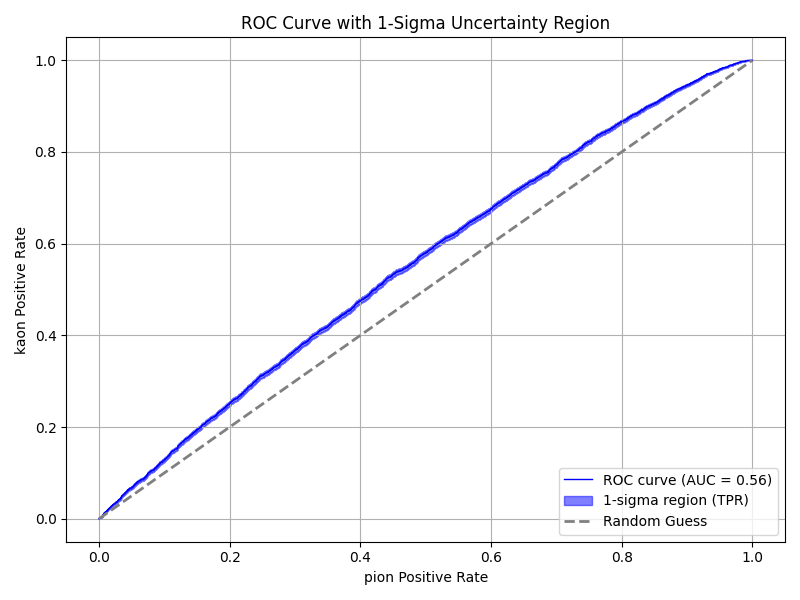 ROC Curve with 1-Sigma Uncertainty Region
kaon Positive Rate
1.0
0.8
0.6
0.4
0.2
0.0
ROC curve (AUC = 0.56)
1-sigma region (TPR)
Random Guess
0.0 0.2 0.4 0.6 0.8 1.0
pion Positive Rate